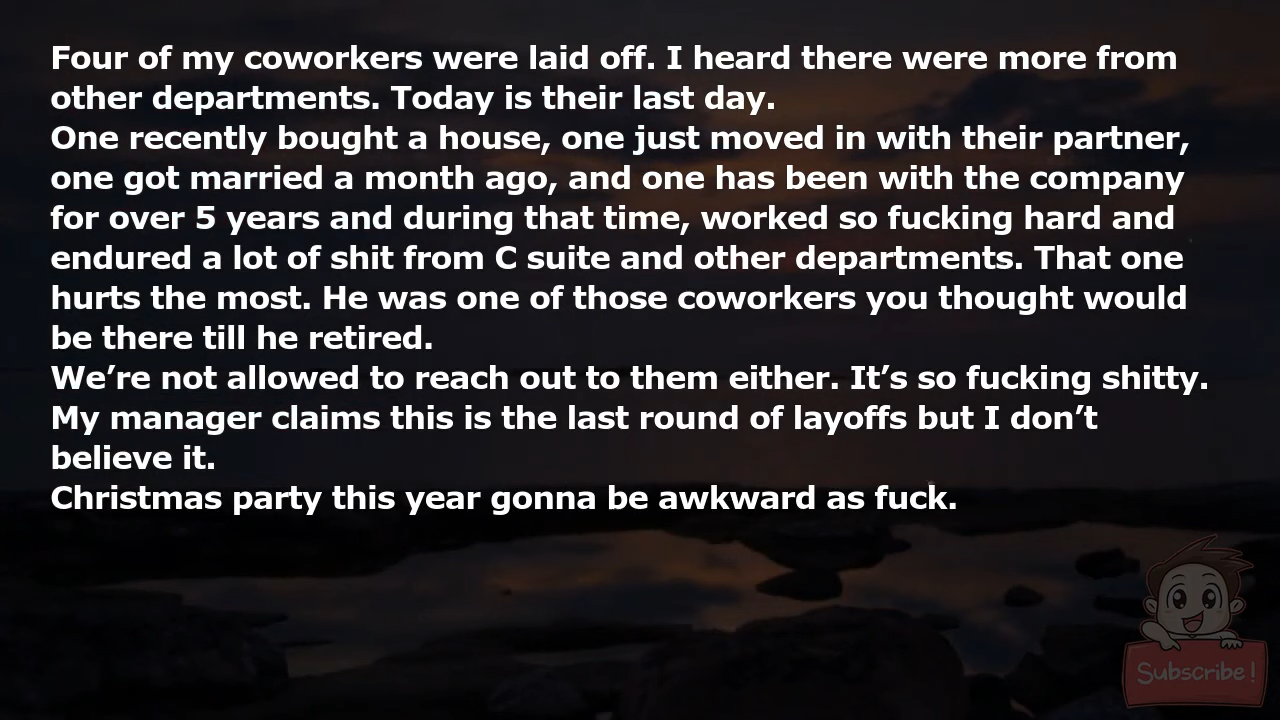 Four of my coworkers were laid off. I heard there were more from
other departments. Today is their last day.
One recently bought a house, one just moved in with their partner,
one got married a month ago, and one has been with the company
for over 5 years and during that time, worked so fucking hard and
endured a lot of shit from C suite and other departments. That one
hurts the most. He was one of those coworkers you thought would
be there till he retired.
We’re not allowed to reach out to them either. It’s so fucking shitty.
My manager claims this is the last round of layoffs but I don’t
believe it.
Christmas party this year gonna be awkward as fuck.
Subscribe!